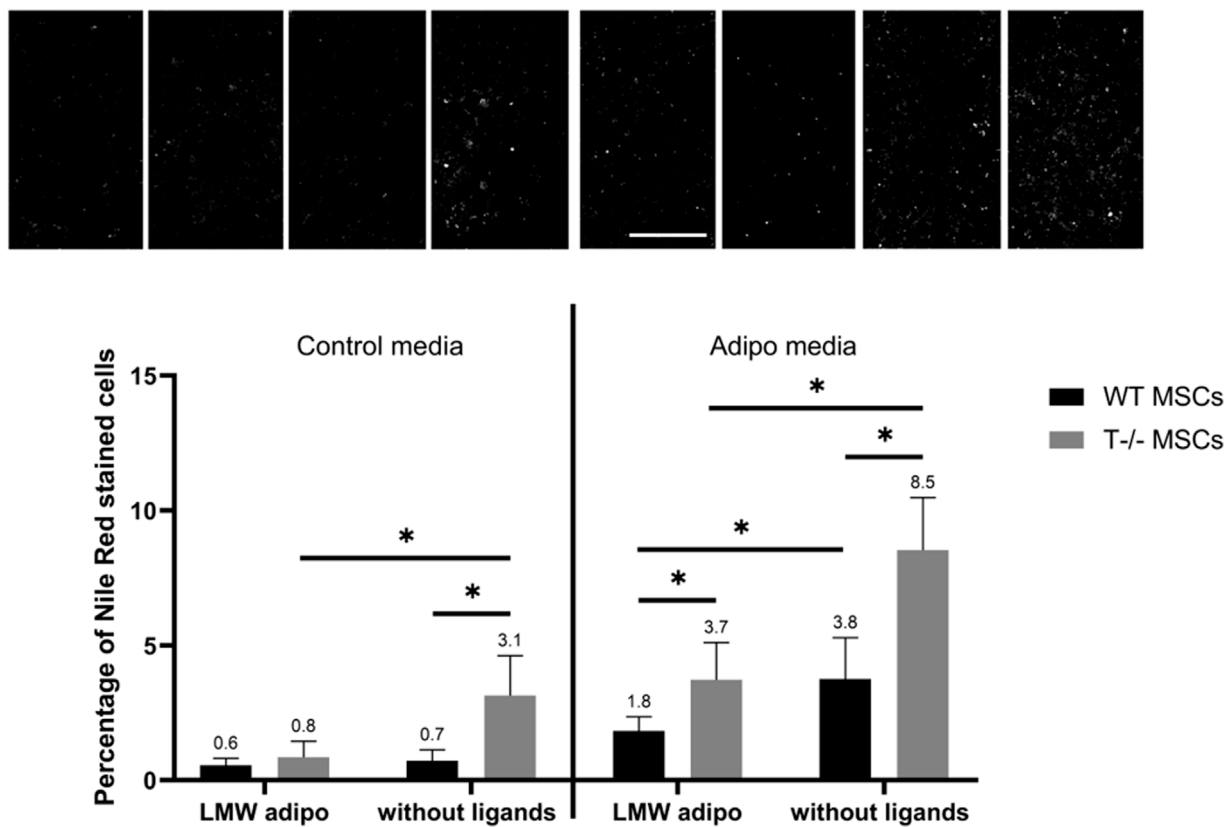 Control media
Adipo media
Percentage of Nile Red stained cells
15
10
5
0
*
*
*
*
*
*
0.6
0.8
0.7
3.1
1.8
3.7
3.8
8.5
LMW adipo
without ligands
LMW adipo
without ligands
WT MSCs
T-/- MSCs